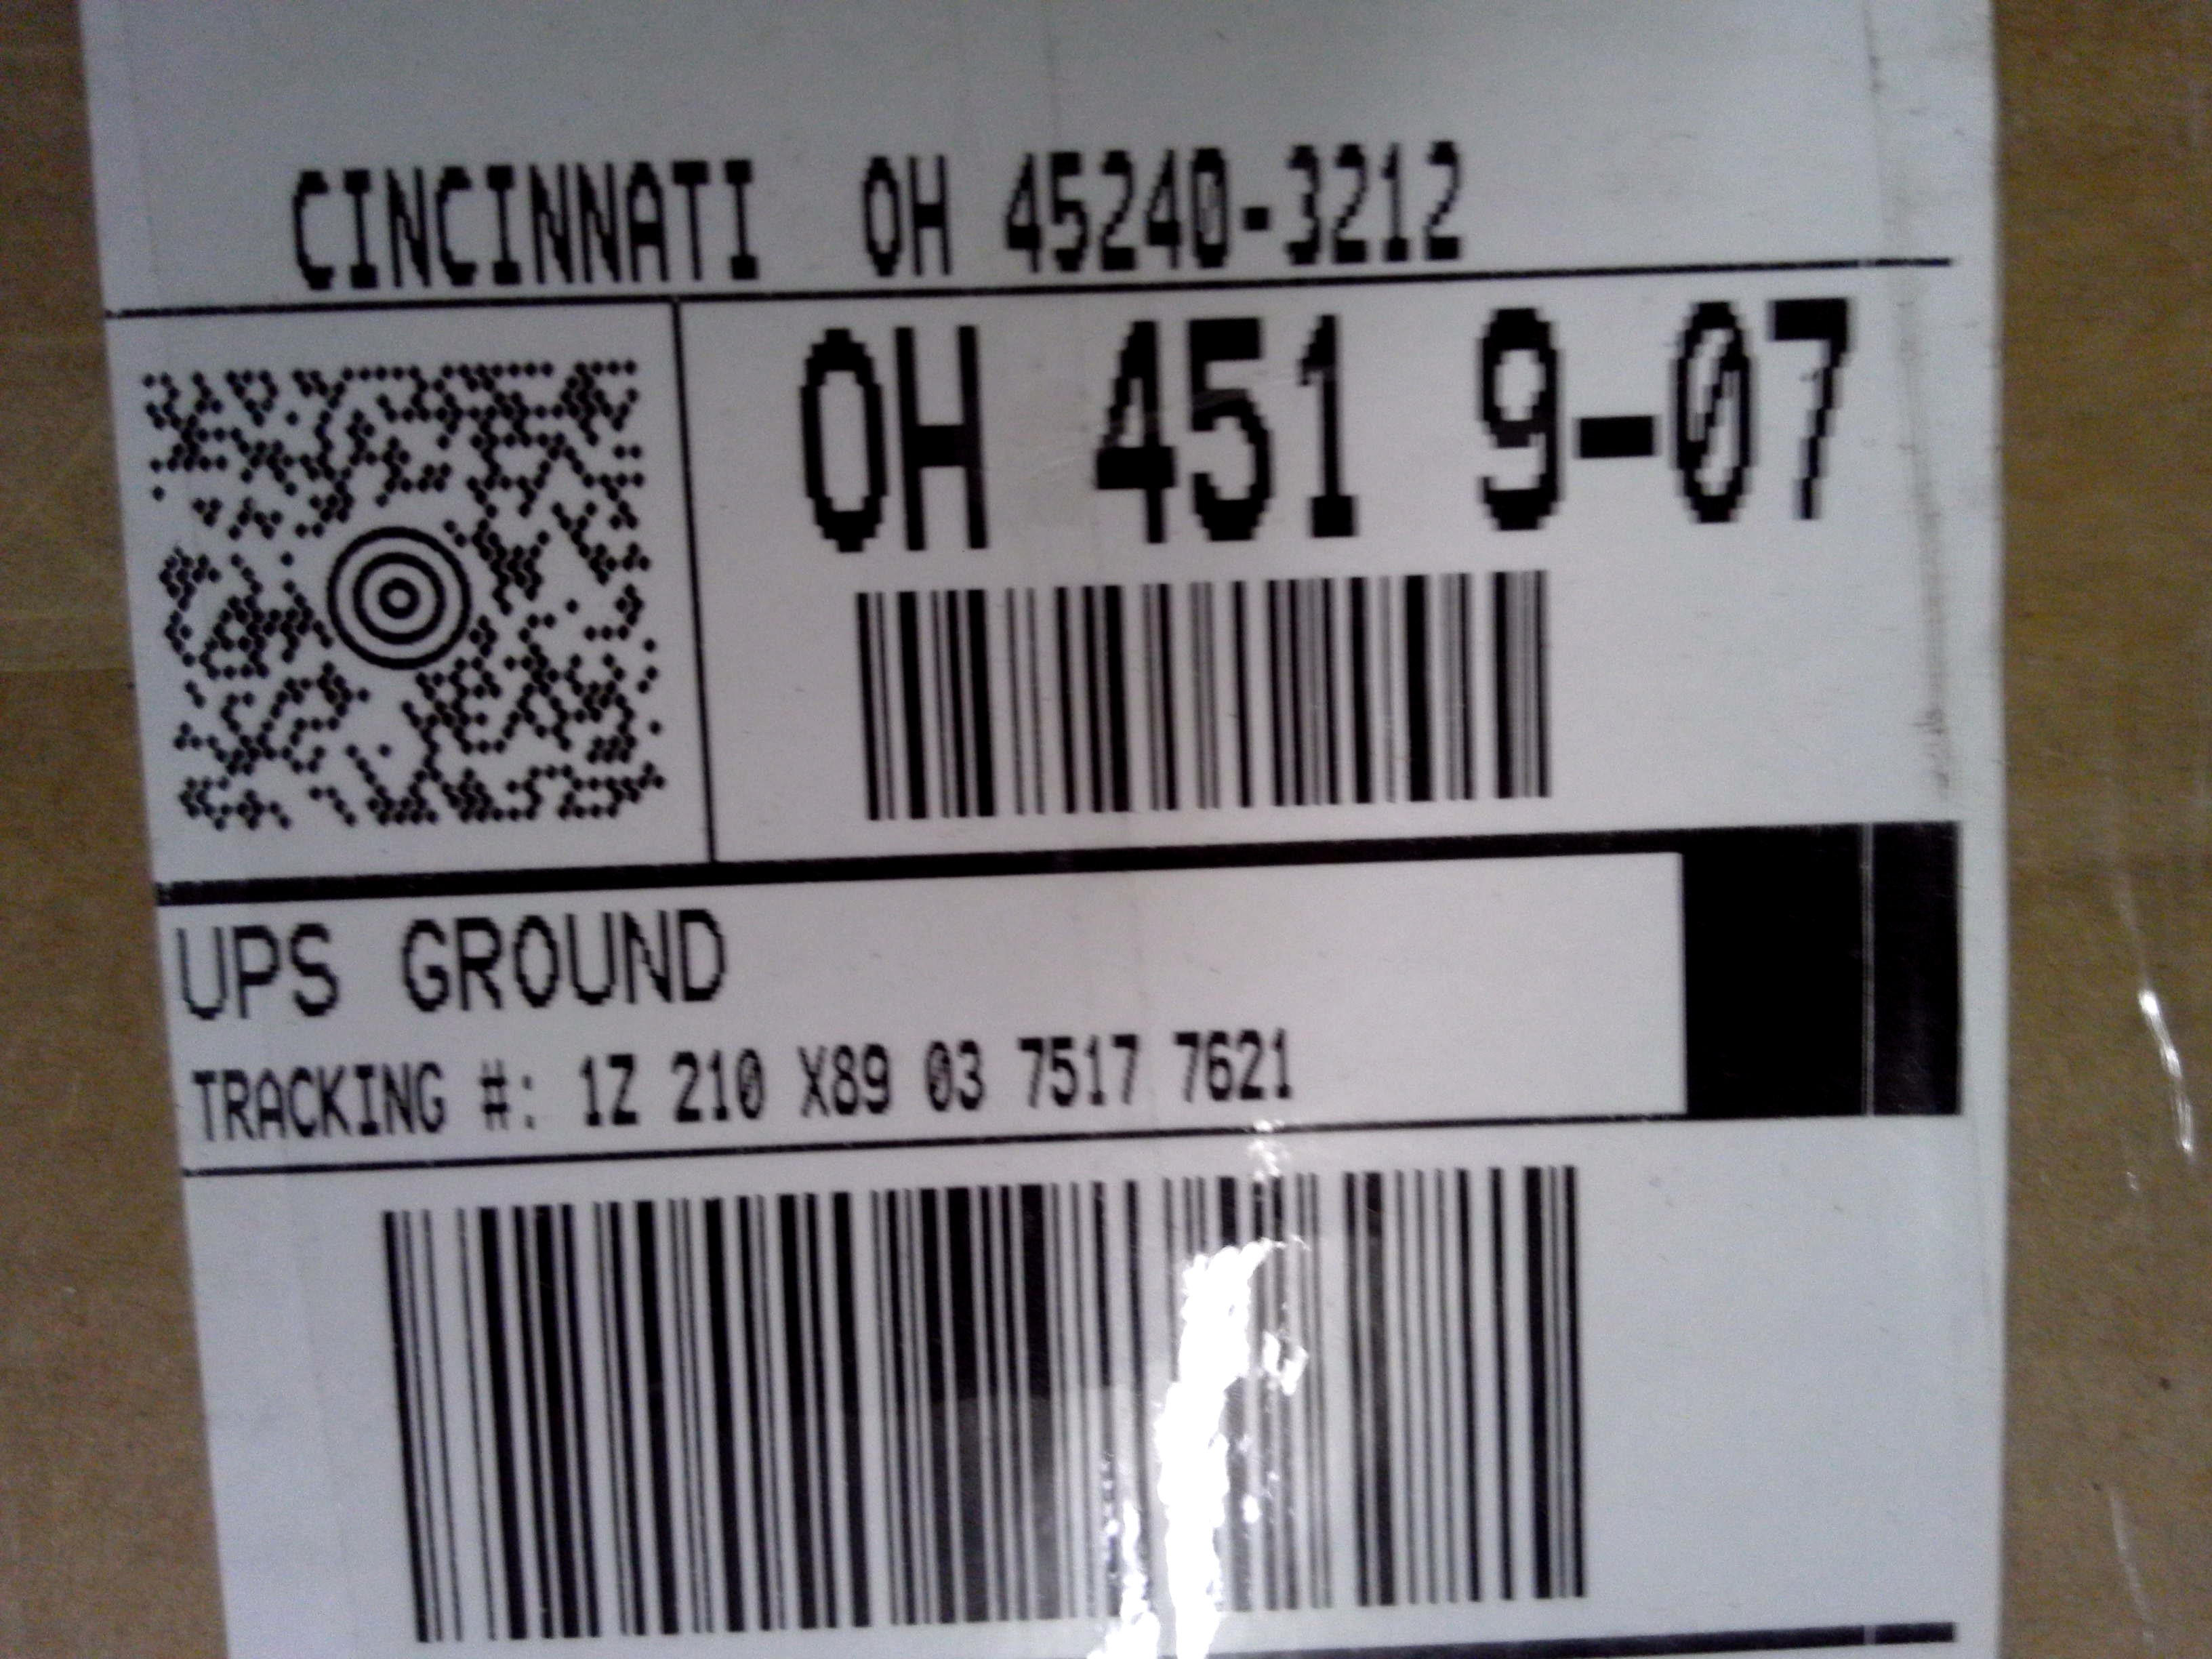 CINCINNATI OH 45240-3212
OH 451 9-07
UPS GROUND
TRACKING #: 1Z 210 X89 03 7517 7621